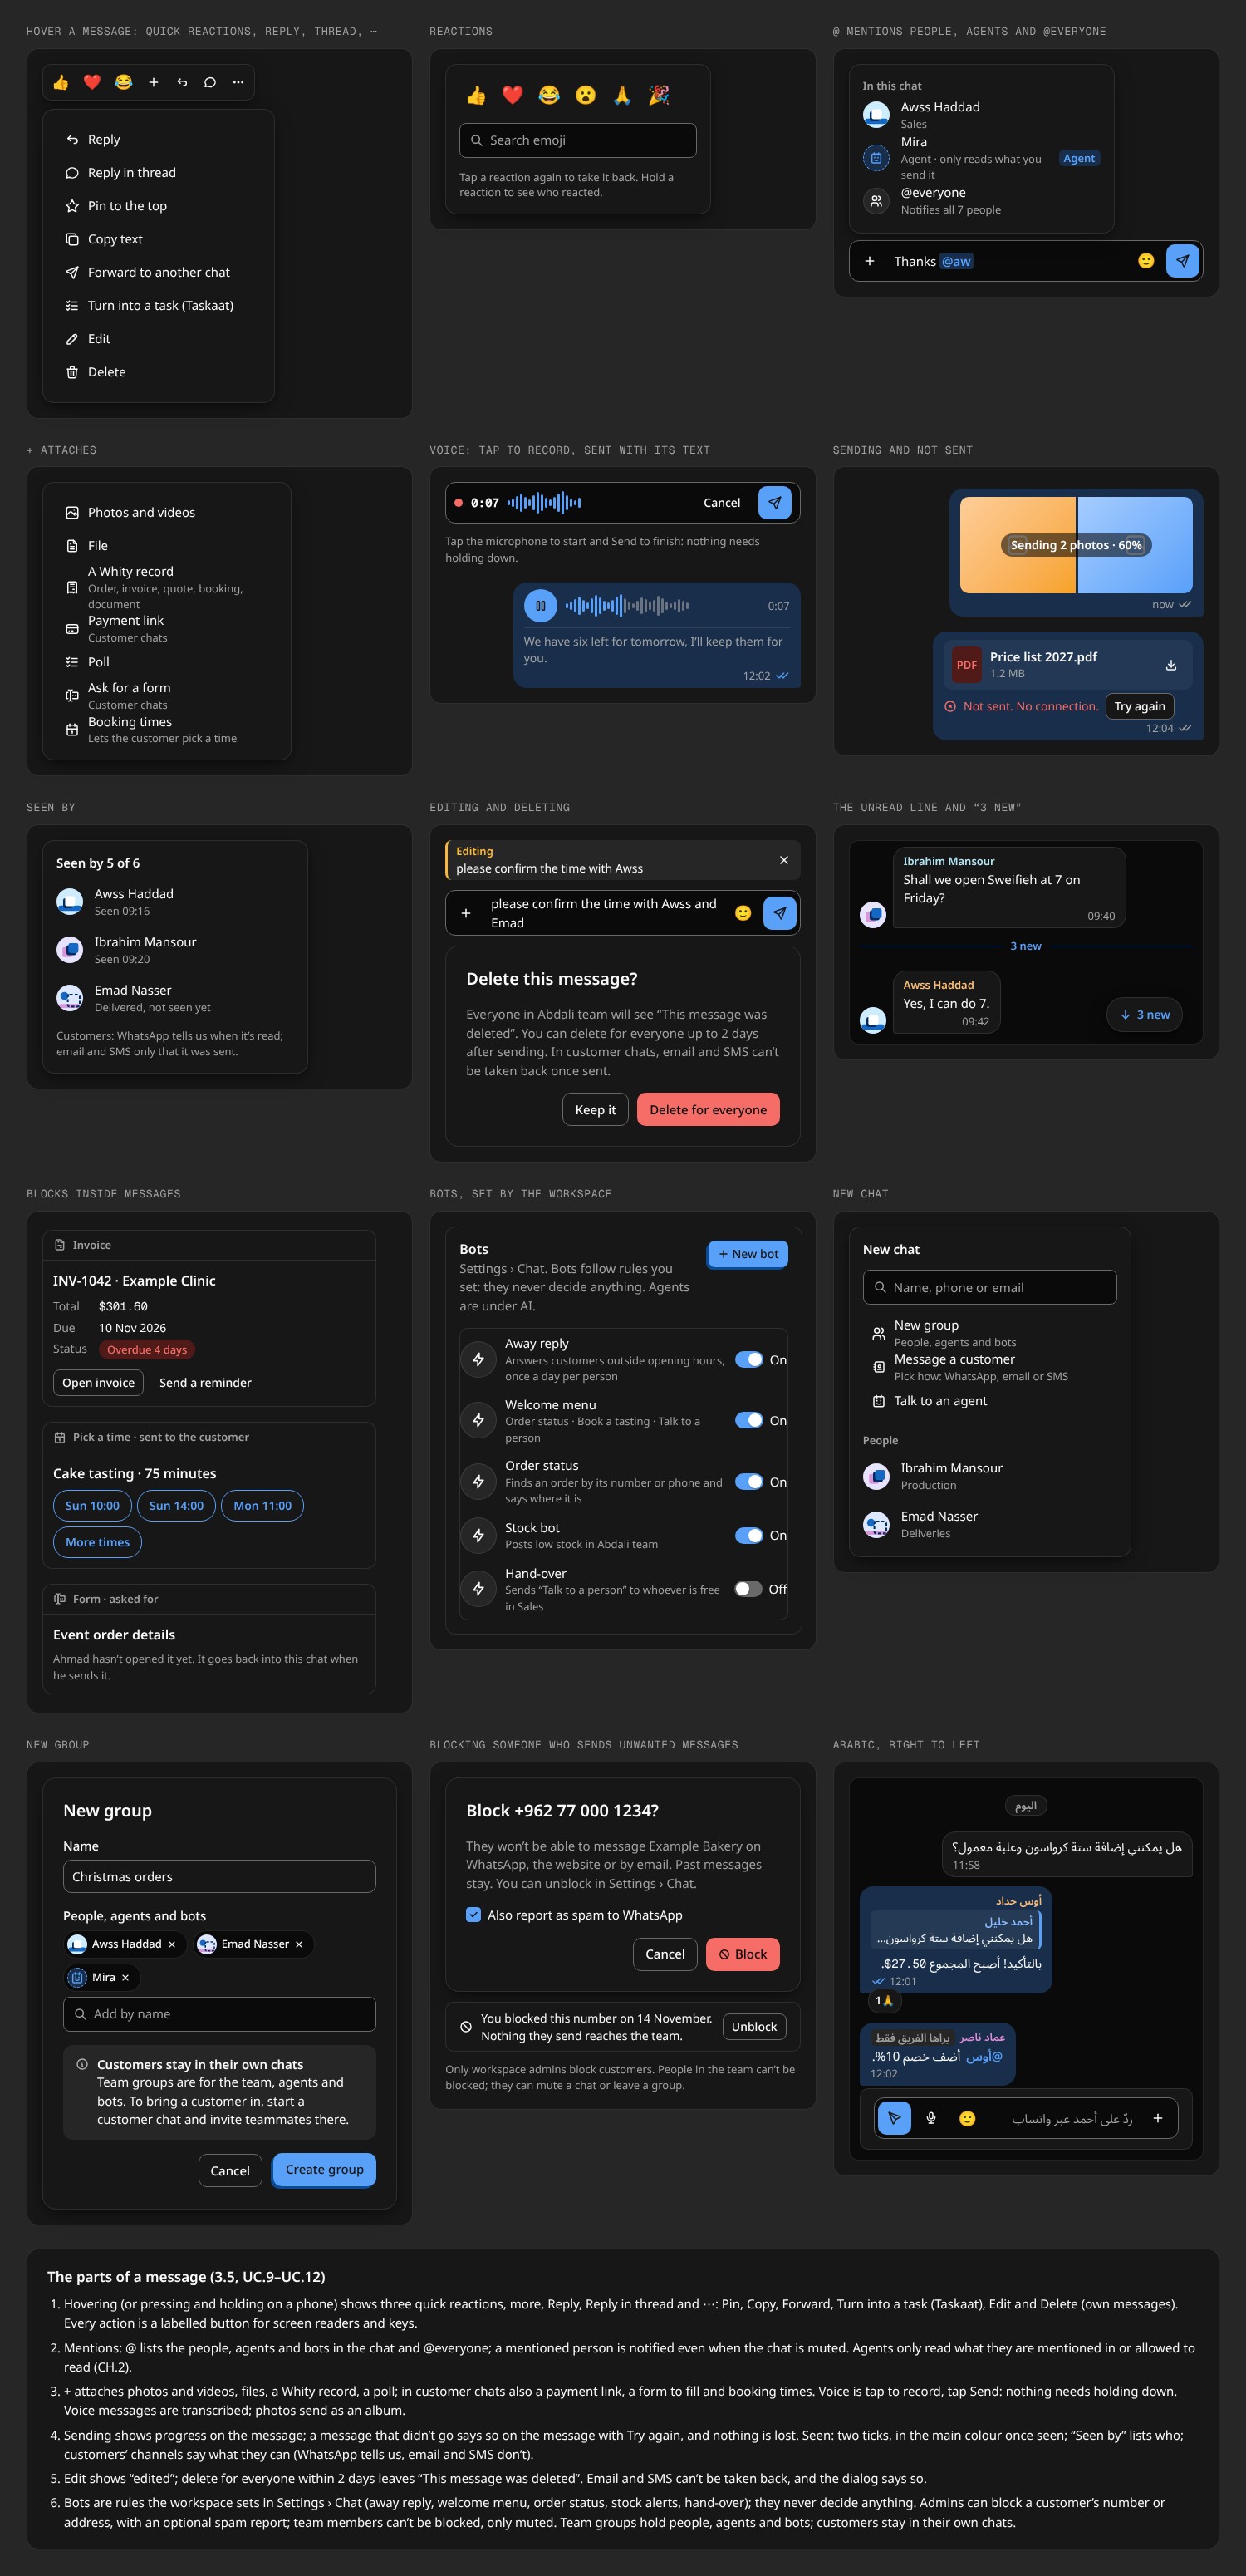 HOVER A MESSAGE: QUICK REACTIONS, REPLY, THREAD, ⋯
Reply
Reply in thread
Pin to the top
Copy text
Forward to another chat
Turn into a task (Taskaat)
Edit
Delete
REACTIONS
Search emoji
Tap a reaction again to take it back. Hold a
reaction to see who reacted.
@ MENTIONS PEOPLE, AGENTS AND @EVERYONE
In this chat
Awss Haddad
Sales
Mira
Agent · only reads what you
send it
Agent
@everyone
Notifies all 7 people
Thanks @aw
+ ATTACHES
Photos and videos
File
A Whity record
Order, invoice, quote, booking,
document
Payment link
Customer chats
Poll
Ask for a form
Customer chats
Booking times
Lets the customer pick a time
VOICE: TAP TO RECORD, SENT WITH ITS TEXT
0:07
Cancel
Tap the microphone to start and Send to finish: nothing needs
holding down.
0:07
We have six left for tomorrow, I’ll keep them for
you.
12:02
SENDING AND NOT SENT
Sending 2 photos · 60%
now
PDF
Price list 2027.pdf
1.2 MB
Not sent. No connection.
Try again
12:04
SEEN BY
Seen by 5 of 6
Awss Haddad
Seen 09:16
Ibrahim Mansour
Seen 09:20
Emad Nasser
Delivered, not seen yet
Customers: WhatsApp tells us when it’s read;
email and SMS only that it was sent.
EDITING AND DELETING
Editing
please confirm the time with Awss
please confirm the time with Awss and
Emad
Delete this message?
Everyone in Abdali team will see “This message was
deleted”. You can delete for everyone up to 2 days
after sending. In customer chats, email and SMS can’t
be taken back once sent.
Keep it
Delete for everyone
THE UNREAD LINE AND “3 NEW”
Ibrahim Mansour
Shall we open Sweifieh at 7 on
Friday?
09:40
3 new
Awss Haddad
Yes, I can do 7.
09:42
3 new
BLOCKS INSIDE MESSAGES
Invoice
INV-1042 · Example Clinic
Total $301.60
Due 10 Nov 2026
Status Overdue 4 days
Open invoice
Send a reminder
Pick a time · sent to the customer
Cake tasting · 75 minutes
Sun 10:00
Sun 14:00
Mon 11:00
More times
Form · asked for
Event order details
Ahmad hasn’t opened it yet. It goes back into this chat when
he sends it.
BOTS, SET BY THE WORKSPACE
Bots
Settings › Chat. Bots follow rules you
set; they never decide anything. Agents
are under AI.
+ New bot
Away reply
Answers customers outside opening hours,
once a day per person
On
Welcome menu
Order status · Book a tasting · Talk to a
person
On
Order status
Finds an order by its number or phone and
says where it is
On
Stock bot
Posts low stock in Abdali team
On
Hand-over
Sends “Talk to a person” to whoever is free
in Sales
Off
NEW CHAT
New chat
Name, phone or email
New group
People, agents and bots
Message a customer
Pick how: WhatsApp, email or SMS
Talk to an agent
People
Ibrahim Mansour
Production
Emad Nasser
Deliveries
NEW GROUP
New group
Name
Christmas orders
People, agents and bots
Awss Haddad ×
Emad Nasser ×
Mira ×
Add by name
Customers stay in their own chats
Team groups are for the team, agents and
bots. To bring a customer in, start a
customer chat and invite teammates there.
Cancel
Create group
BLOCKING SOMEONE WHO SENDS UNWANTED MESSAGES
Block +962 77 000 1234?
They won’t be able to message Example Bakery on
WhatsApp, the website or by email. Past messages
stay. You can unblock in Settings › Chat.
Also report as spam to WhatsApp
Cancel
Block
You blocked this number on 14 November.
Nothing they send reaches the team.
Unblock
Only workspace admins block customers. People in the team can’t be
blocked; they can mute a chat or leave a group.
ARABIC, RIGHT TO LEFT
اليوم
هل يمكنني إضافة ستة كرواسون وعلبة معمول؟
11:58
أوس حداد
أحمد خليل
هل يمكنني إضافة ستة كرواسون...
بالتأكيد! أصبح المجموع $27.50.
12:01
🙏1
عماد ناصر يراها الفريق فقط
@أوس أضف خصم 10%.
12:02
ردّ على أحمد عبر واتساب
The parts of a message (3.5, UC.9–UC.12)
1. Hovering (or pressing and holding on a phone) shows three quick reactions, more, Reply, Reply in thread and ⋯: Pin, Copy, Forward, Turn into a task (Taskaat), Edit and Delete (own messages).
Every action is a labelled button for screen readers and keys.
2. Mentions: @ lists the people, agents and bots in the chat and @everyone; a mentioned person is notified even when the chat is muted. Agents only read what they are mentioned in or allowed to
read (CH.2).
3. + attaches photos and videos, files, a Whity record, a poll; in customer chats also a payment link, a form to fill and booking times. Voice is tap to record, tap Send: nothing needs holding down.
Voice messages are transcribed; photos send as an album.
4. Sending shows progress on the message; a message that didn’t go says so on the message with Try again, and nothing is lost. Seen: two ticks, in the main colour once seen; “Seen by” lists who;
customers’ channels say what they can (WhatsApp tells us, email and SMS don’t).
5. Edit shows “edited”; delete for everyone within 2 days leaves “This message was deleted”. Email and SMS can’t be taken back, and the dialog says so.
6. Bots are rules the workspace sets in Settings › Chat (away reply, welcome menu, order status, stock alerts, hand-over); they never decide anything. Admins can block a customer’s number or
address, with an optional spam report; team members can’t be blocked, only muted. Team groups hold people, agents and bots; customers stay in their own chats.